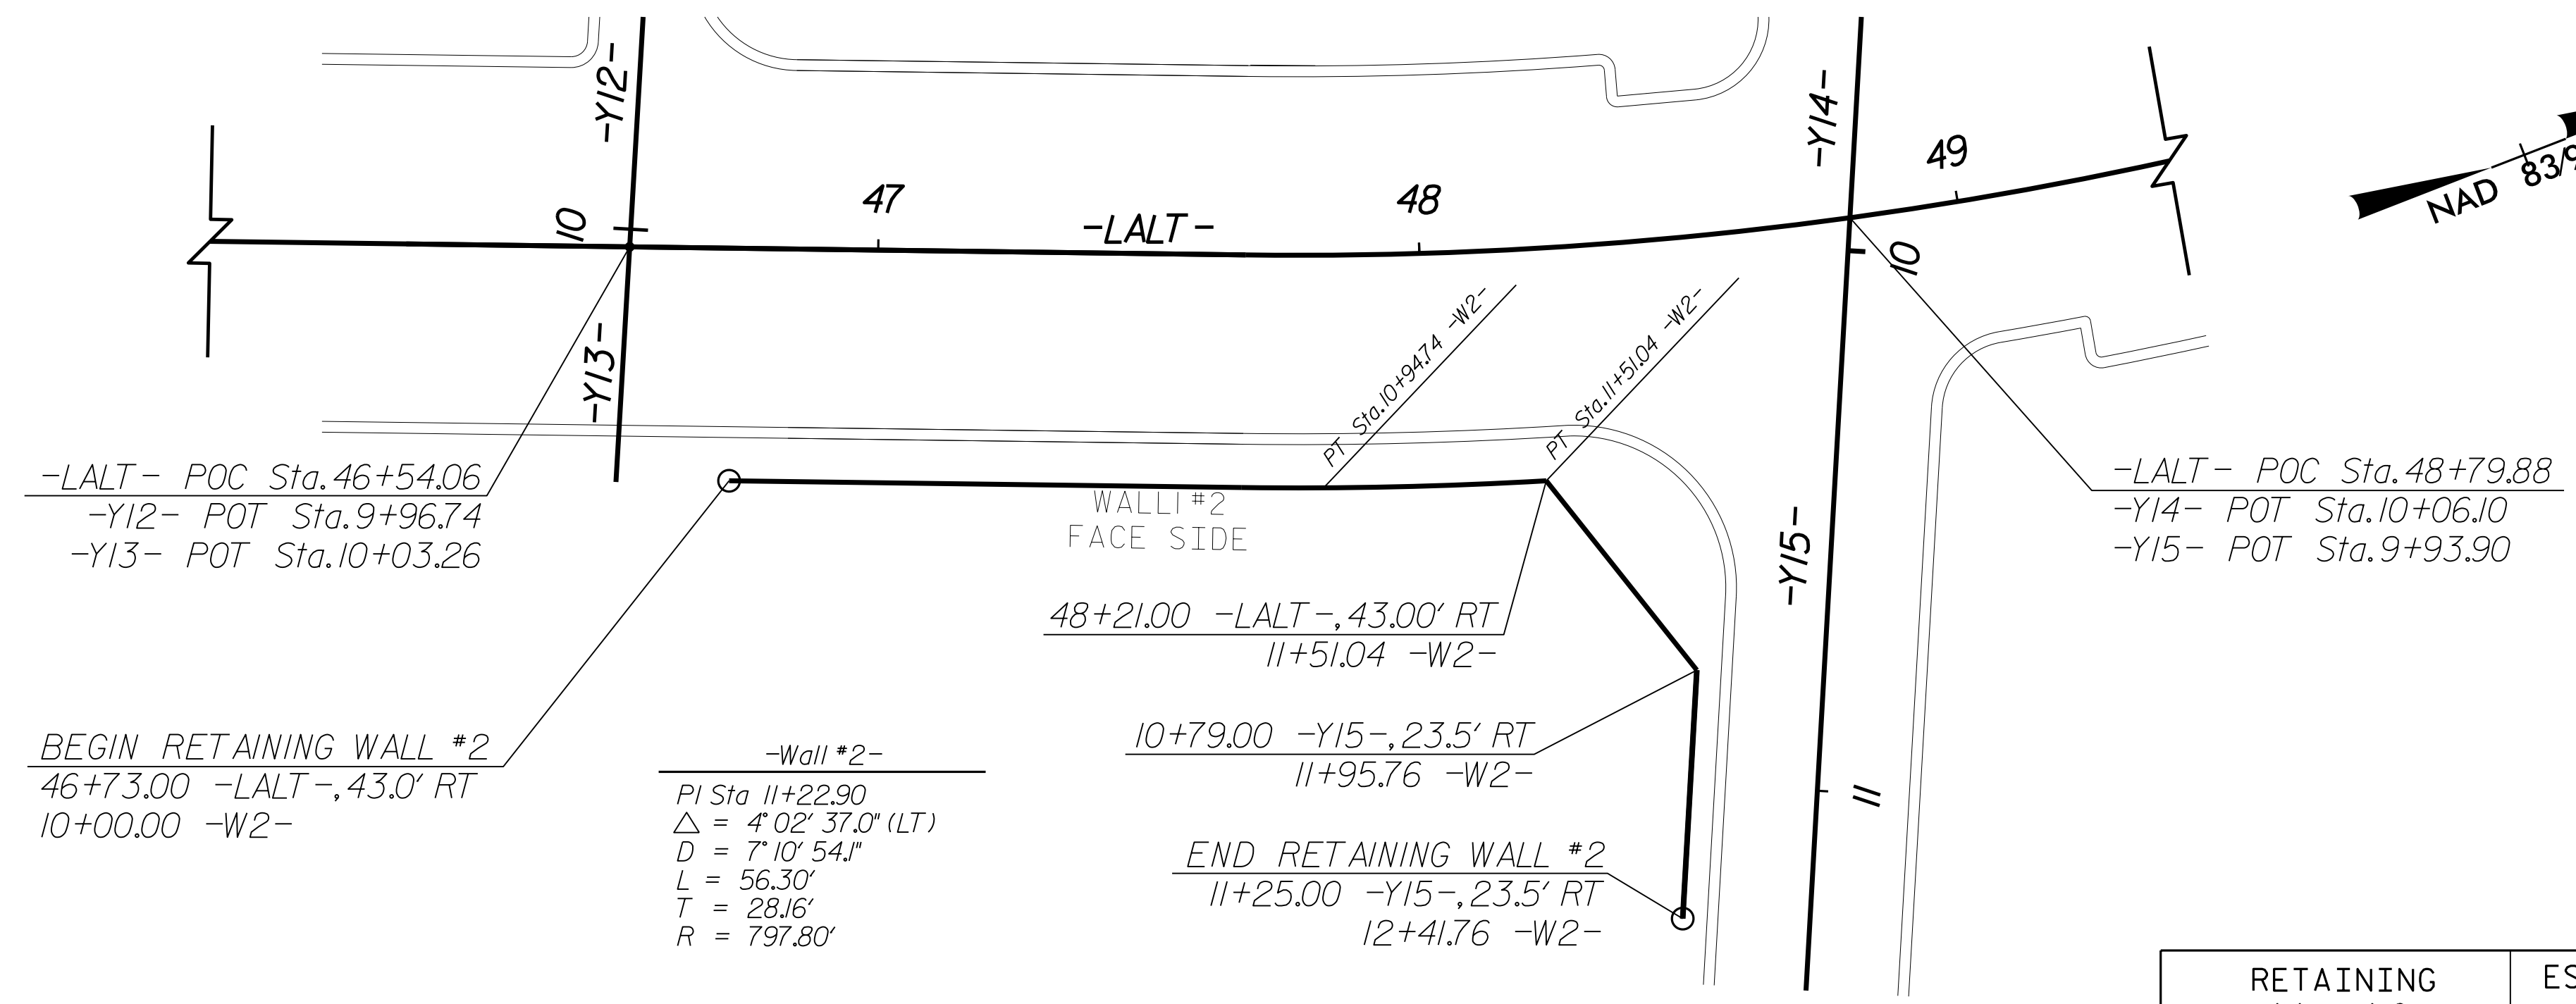 -Y12-
-Y14-
49
NAD 83/
10
47
-LALT-
48
10
-Y13-
PT Sta.10+94.74 -W2-
PT Sta.11+51.04 -W2-
-LALT- POC Sta.46+54.06
-Y12- POT Sta.9+96.74
-Y13- POT Sta.10+03.26
-LALT- POC Sta.48+79.88
-Y14- POT Sta.10+06.10
-Y15- POT Sta.9+93.90
WALL1 #2
FACE SIDE
-Y15-
48+21.00 -LALT-, 43.00' RT
11+51.04 -W2-
BEGIN RETAINING WALL #2
46+73.00 -LALT-, 43.0' RT
10+00.00 -W2-
10+79.00 -Y15-, 23.5' RT
11+95.76 -W2-
11
-Wall #2-
PI Sta 11+22.90
△ = 4° 02' 37.0" (LT)
D = 7° 10' 54.1"
L = 56.30'
T = 28.16'
R = 797.80'
END RETAINING WALL #2
11+25.00 -Y15-, 23.5' RT
12+41.76 -W2-
RETAINING
ES